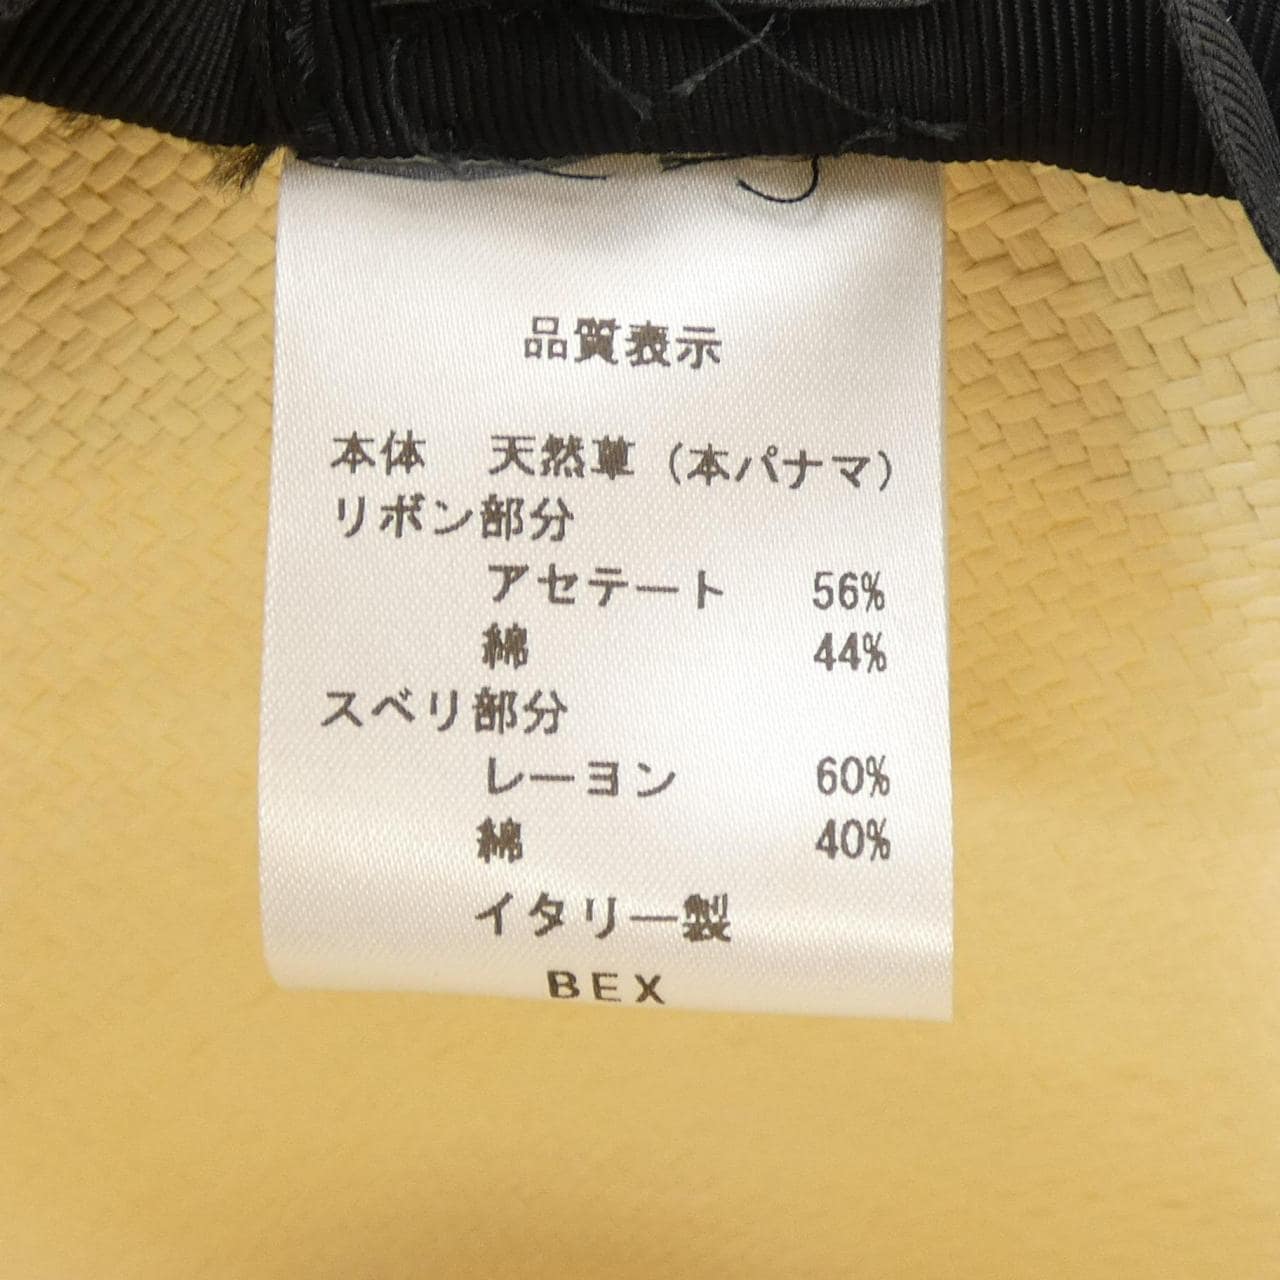 品質表示
本体 天然草（本パナマ）
リボン部分
アセテート 56%
綿 44%
スベリ部分
レーヨン 60%
綿 40%
イタリー製
BEX